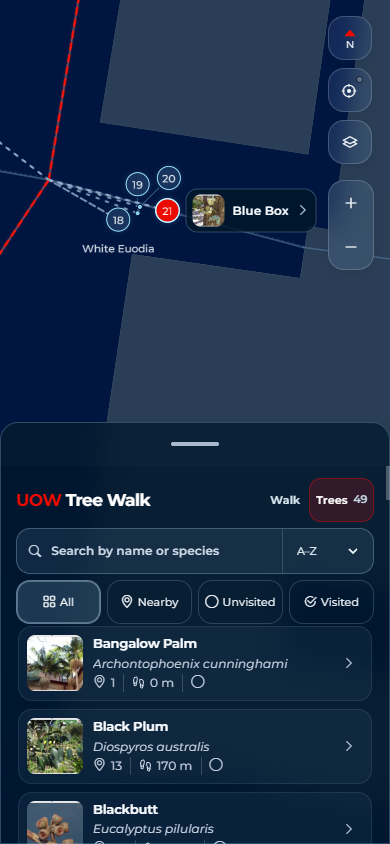 N
19
20
18
21
Blue Box
White Euodia
+
−
UOW Tree Walk
Walk
Trees 49
Search by name or species
A-Z
All
Nearby
Unvisited
Visited
Bangalow Palm
Archontophoenix cunninghami
1
0 m
Black Plum
Diospyros australis
13
170 m
Blackbutt
Eucalyptus pilularis